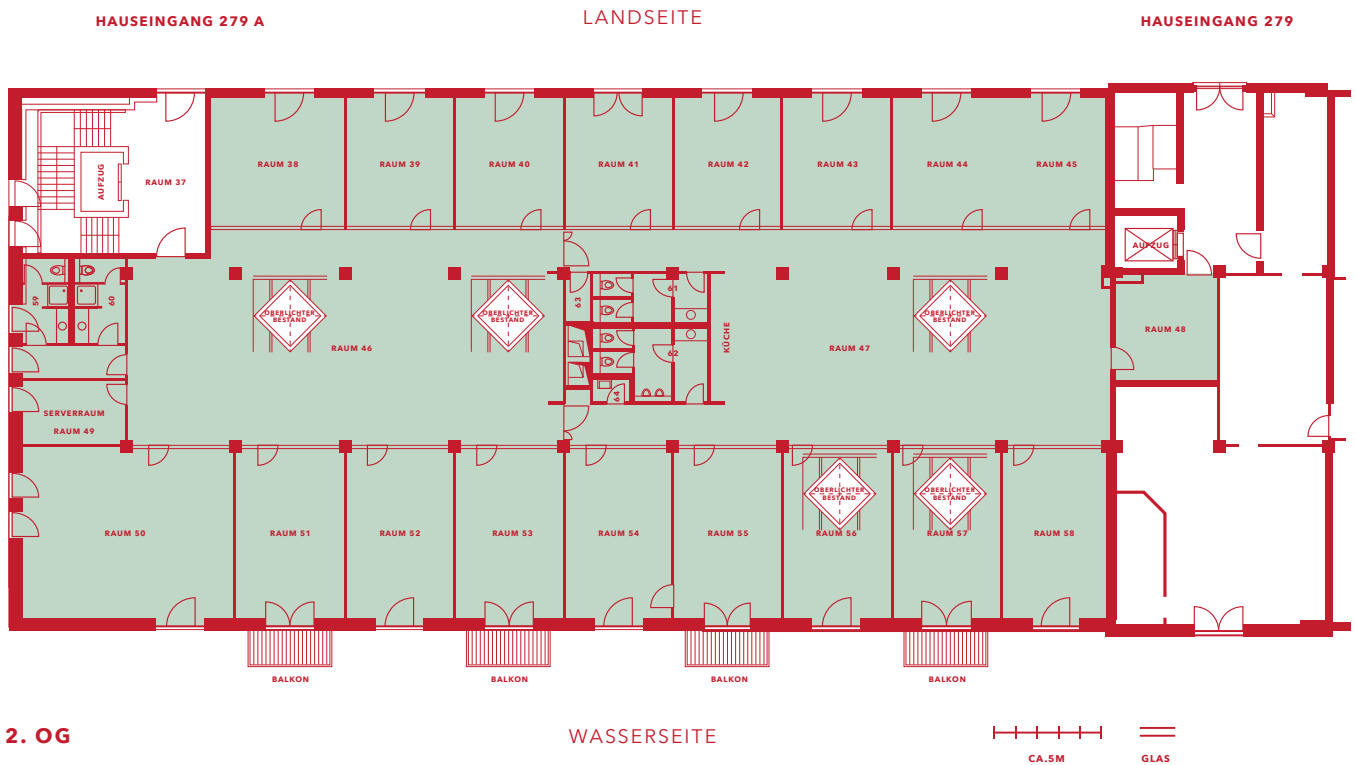 HAUSEINGANG 279 A
LANDSEITE
HAUSEINGANG 279
AUFZUG
RAUM 37
RAUM 38
RAUM 39
RAUM 40
RAUM 41
RAUM 42
RAUM 43
RAUM 44
RAUM 45
AUFZUG
59
60
OBERLICHTER
BESTAND
OBERLICHTER
BESTAND
63
61
62
64
KÜCHE
OBERLICHTER
BESTAND
RAUM 46
RAUM 47
RAUM 48
SERVERRAUM
RAUM 49
OBERLICHTER
BESTAND
OBERLICHTER
BESTAND
RAUM 50
RAUM 51
RAUM 52
RAUM 53
RAUM 54
RAUM 55
RAUM 56
RAUM 57
RAUM 58
BALKON
BALKON
BALKON
BALKON
2. OG
WASSERSEITE
CA.5M
GLAS